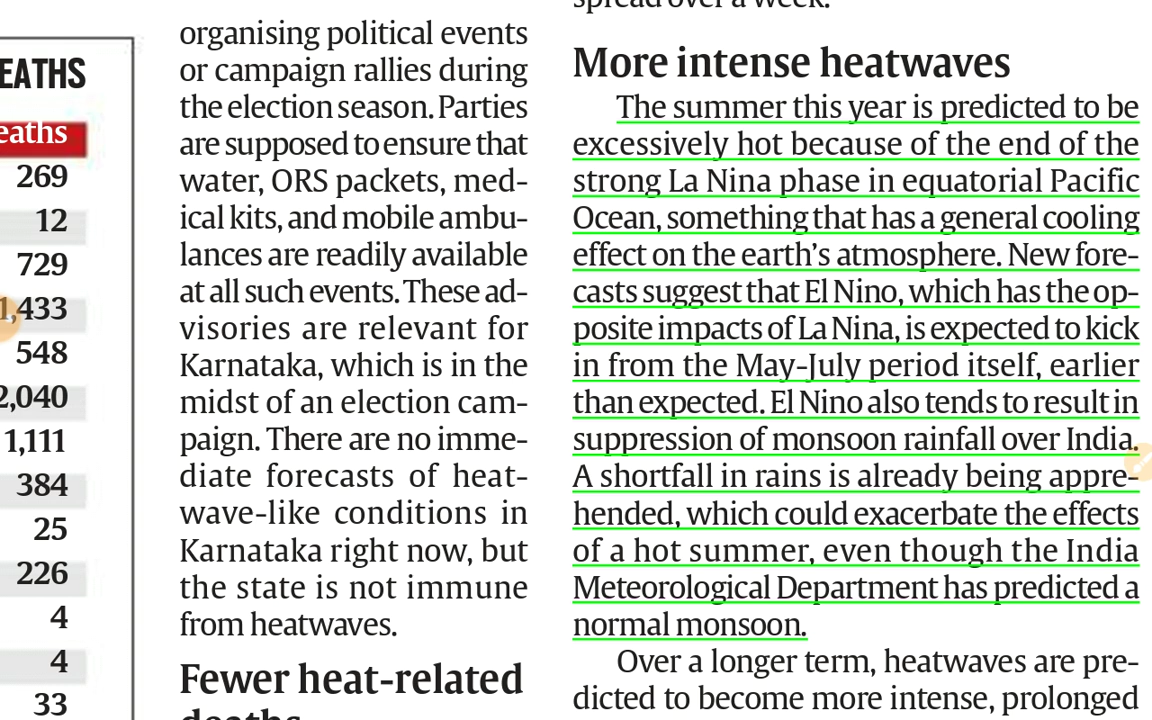 EATHS
eaths
269
12
729
1,433
548
2,040
1,111
384
25
226
4
4
33
organising political events
or campaign rallies during
the election season. Parties
are supposed to ensure that
water, ORS packets, med-
ical kits, and mobile ambu-
lances are readily available
at all such events. These ad-
visories are relevant for
Karnataka, which is in the
midst of an election cam-
paign. There are no imme-
diate forecasts of heat-
wave-like conditions in
Karnataka right now, but
the state is not immune
from heatwaves.
Fewer heat-related
deaths
spread over a week.
More intense heatwaves
The summer this year is predicted to be
excessively hot because of the end of the
strong La Nina phase in equatorial Pacific
Ocean, something that has a general cooling
effect on the earth’s atmosphere. New fore-
casts suggest that El Nino, which has the op-
posite impacts of La Nina, is expected to kick
in from the May-July period itself, earlier
than expected. El Nino also tends to result in
suppression of monsoon rainfall over India.
A shortfall in rains is already being appre-
hended, which could exacerbate the effects
of a hot summer, even though the India
Meteorological Department has predicted a
normal monsoon.
Over a longer term, heatwaves are pre-
dicted to become more intense, prolonged